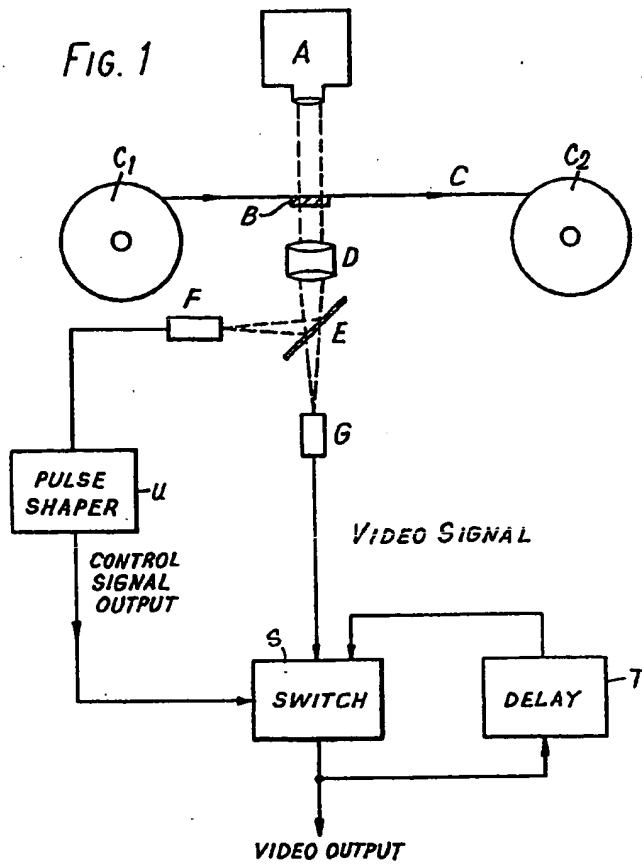 FIG. 1
A
C1
C2
C
B
D
F
E
G
PULSE
SHAPER
U
VIDEO SIGNAL
CONTROL
SIGNAL
OUTPUT
S
SWITCH
DELAY
T
VIDEO OUTPUT